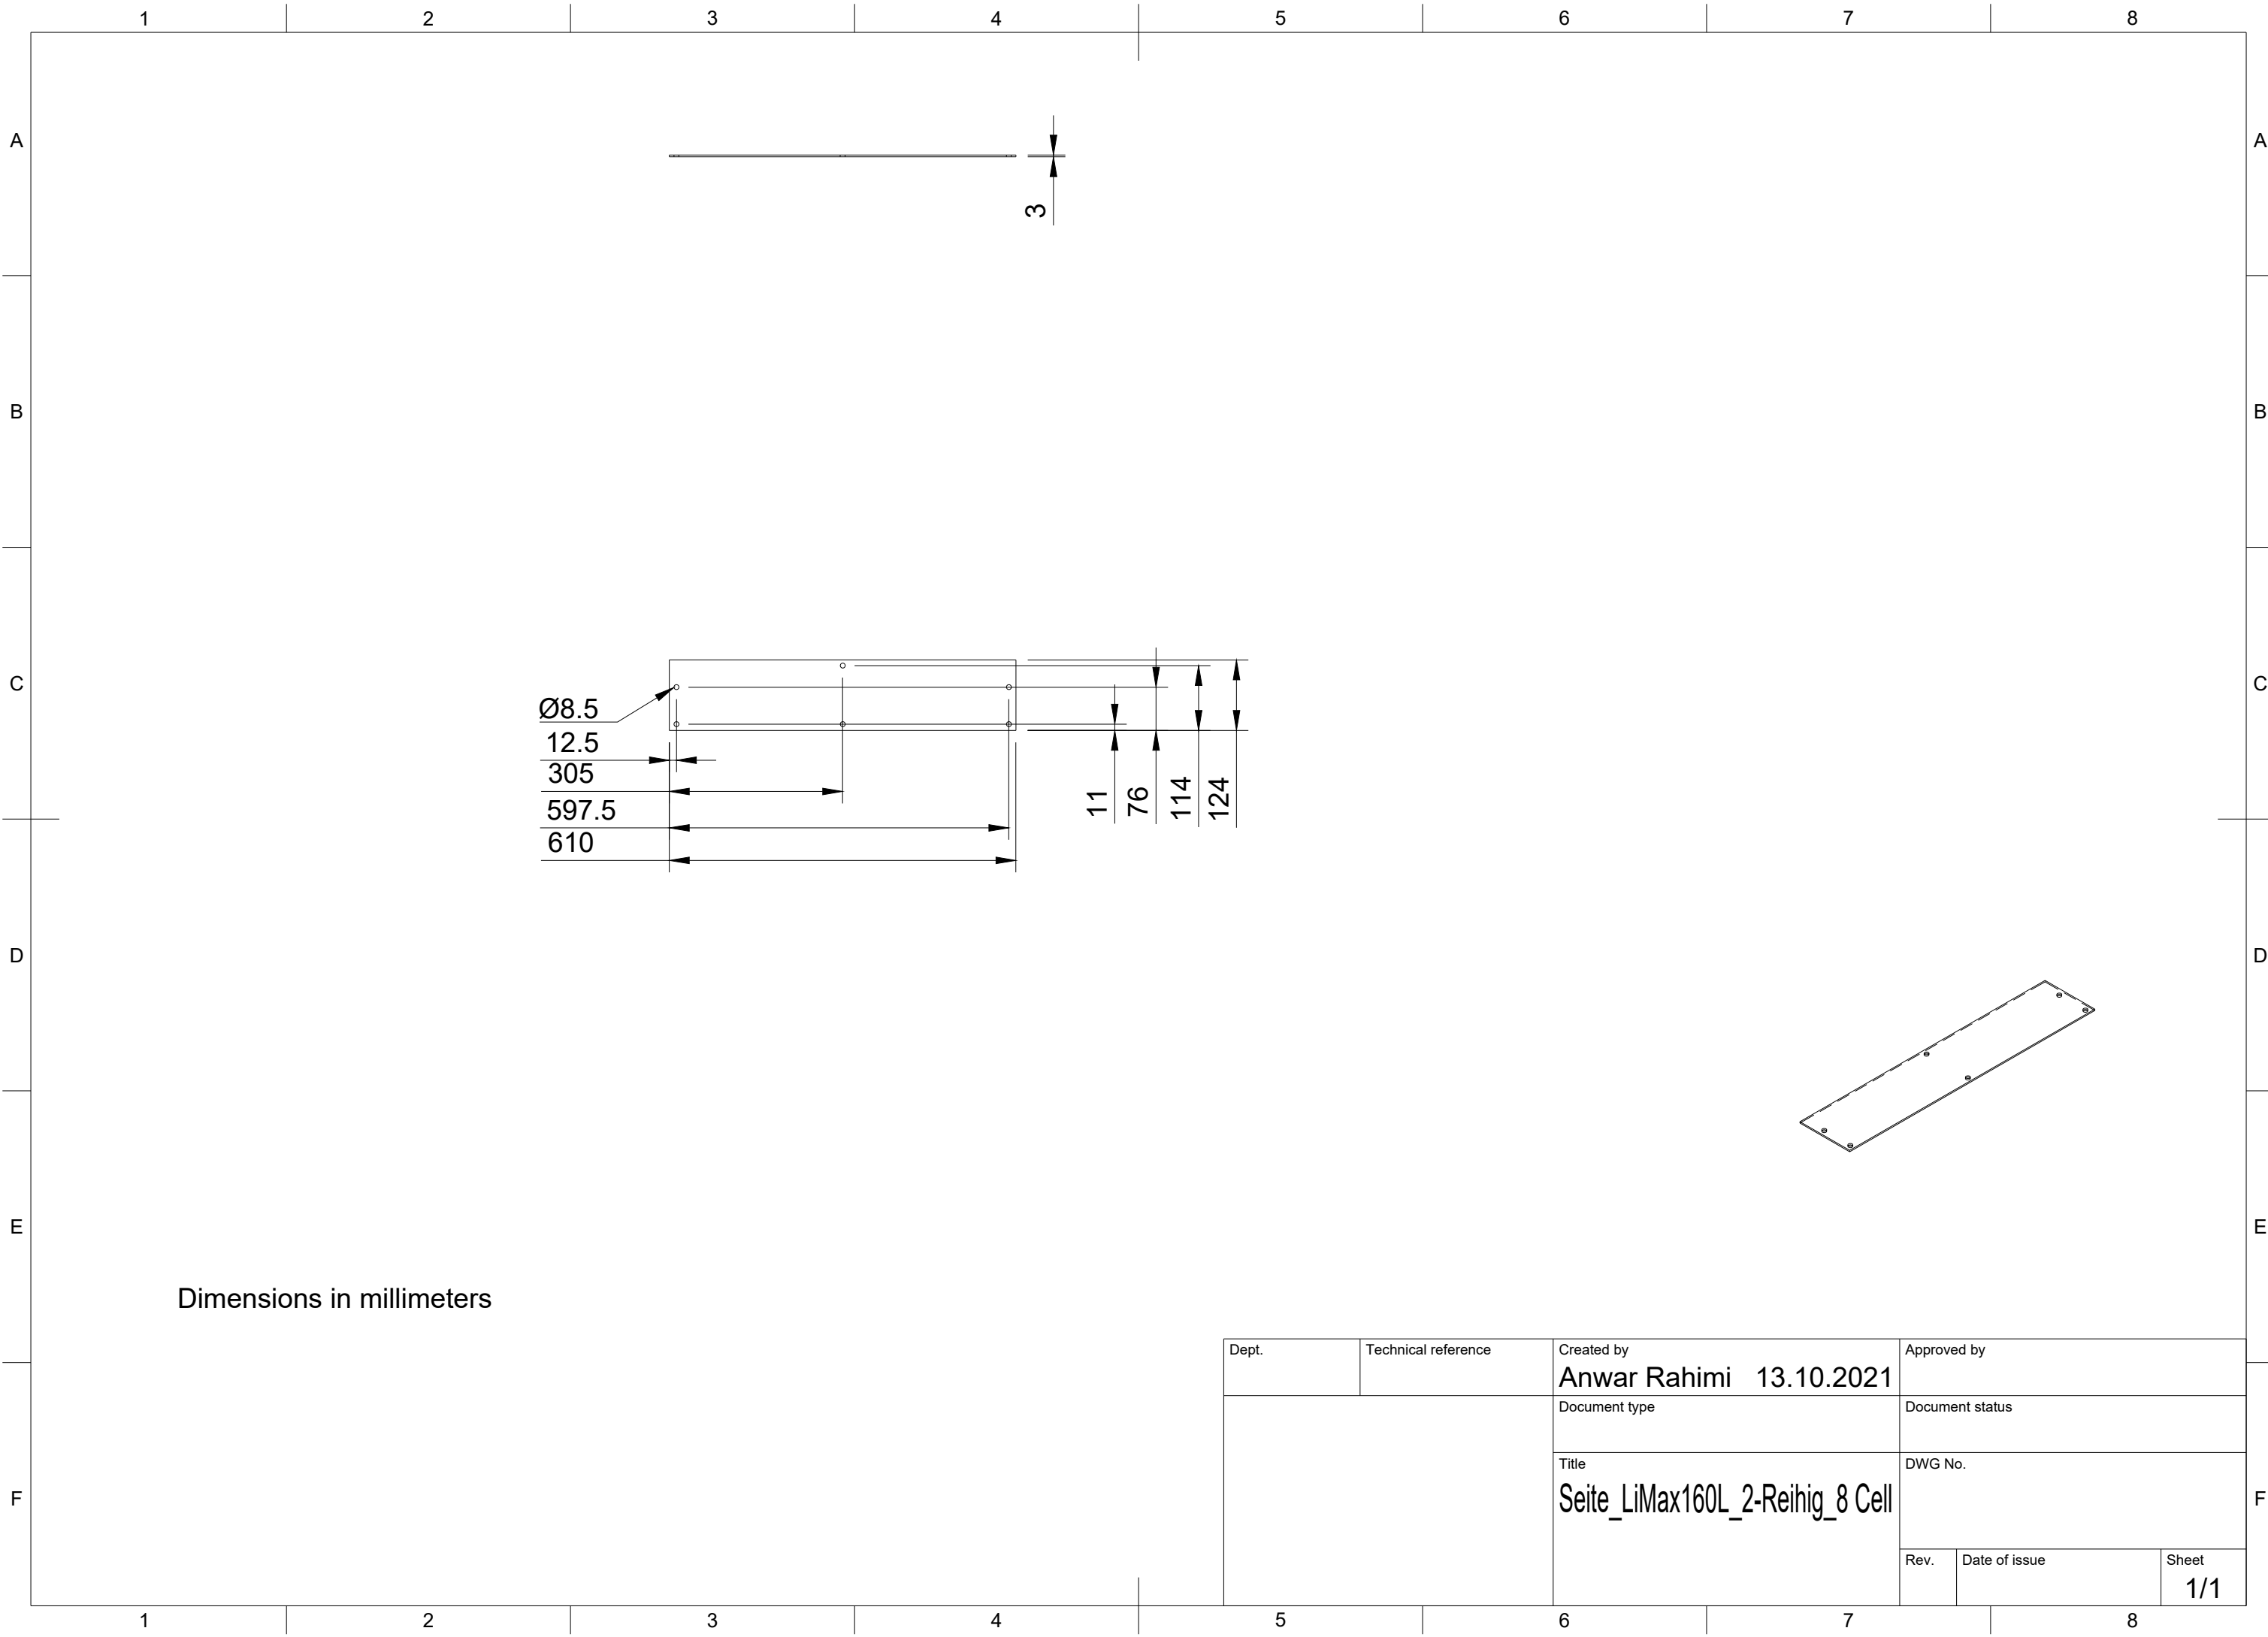 1 2 3 4 5 6 7 8
A A
3
B B
C C
Ø8.5
12.5
305
597.5
610
11 76 114 124
D D
E E
Dimensions in millimeters
Dept. Technical reference Created by Approved by
Anwar Rahimi 13.10.2021
Document type Document status
Title DWG No.
Seite_LiMax160L_2-Reihig_8 Cell
F F
Rev. Date of issue Sheet
1/1
1 2 3 4 5 6 7 8